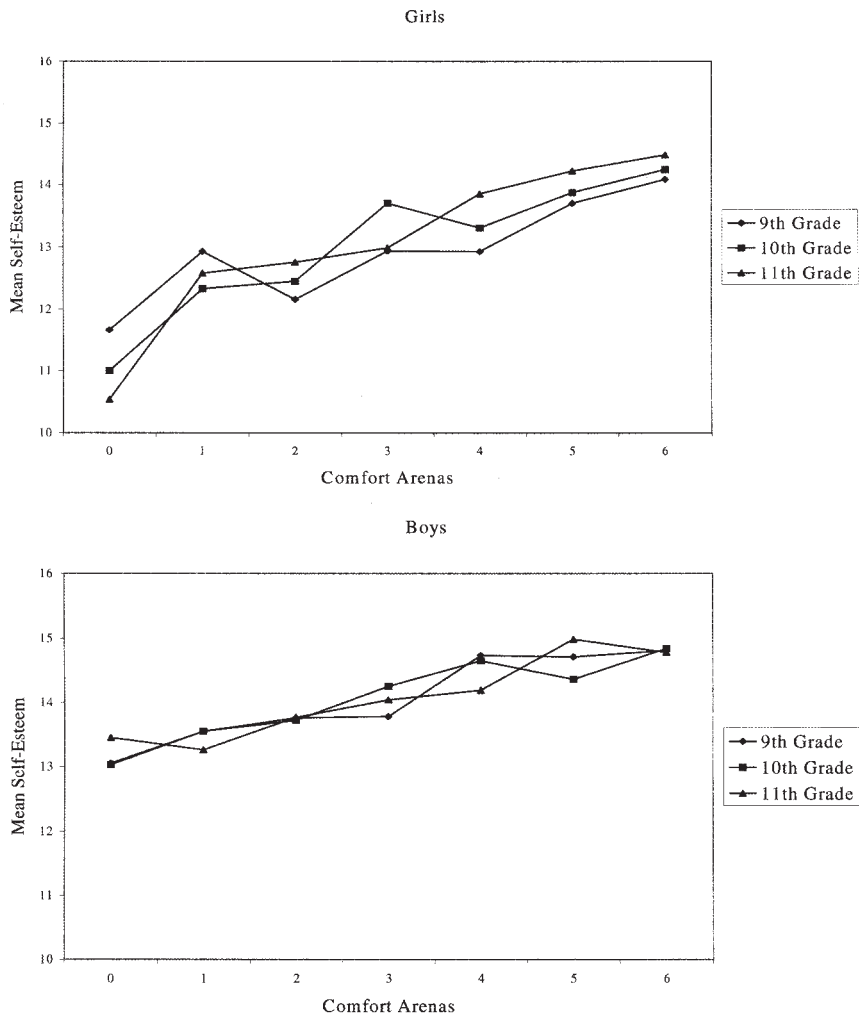 Girls
16
15
14
13
12
11
10
Mean Self-Esteem
0 1 2 3 4 5 6
Comfort Arenas
9th Grade
10th Grade
11th Grade
Boys
16
15
14
13
12
11
10
Mean Self-Esteem
0 1 2 3 4 5 6
Comfort Arenas
9th Grade
10th Grade
11th Grade